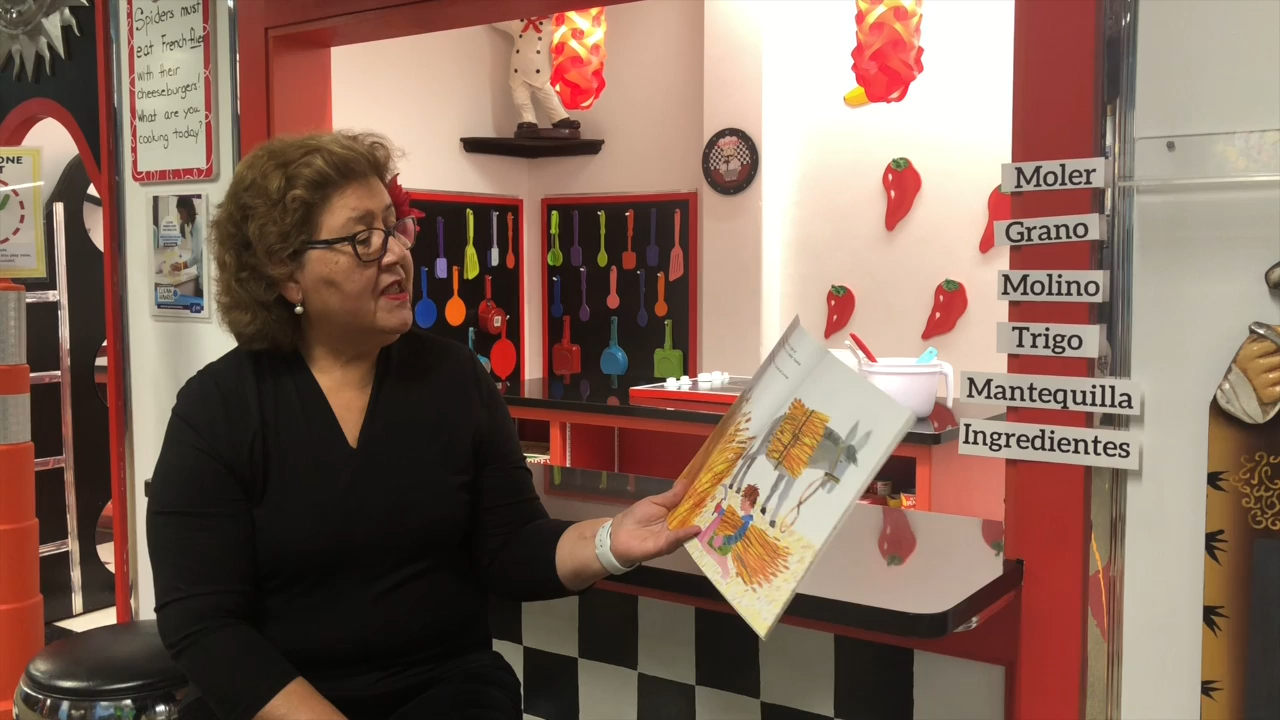 Spiders must
eat French fries
with their
cheeseburgers!
What are you
cooking today?
ONE
Moler
Grano
Molino
Trigo
Mantequilla
Ingredientes